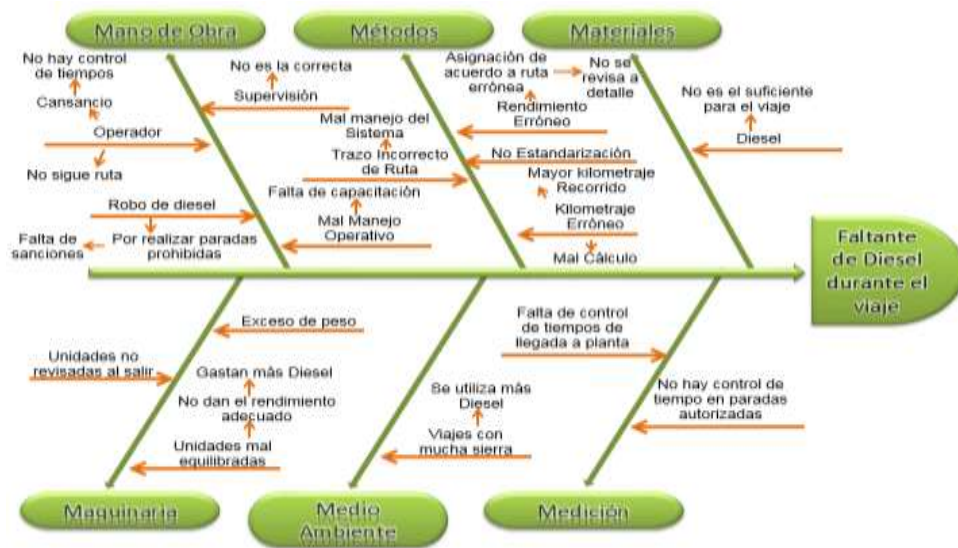 Mano de Obra
Métodos
Materiales
No hay control
de tiempos
Cansancio
Operador
No sigue ruta
No es la correcta
Supervisión
Robo de diesel
Falta de
sanciones
Por realizar paradas
prohibidas
Mal manejo del
Sistema
Trazo Incorrecto
de Ruta
Falta de capacitación
Mal Manejo
Operativo
Asignación de
acuerdo a ruta
errónea
No se
revisa a
detalle
Rendimiento
Erróneo
No Estandarización
Mayor kilometraje
Recorrido
Kilometraje
Erróneo
Mal Cálculo
No es el suficiente
para el viaje
Diesel
Faltante
de Diesel
durante el
viaje
Exceso de peso
Unidades no
revisadas al salir
Gastan más Diesel
No dan el rendimiento
adecuado
Unidades mal
equilibradas
Se utiliza más
Diesel
Viajes con
mucha sierra
Falta de control
de tiempos de
llegada a planta
No hay control de
tiempo en paradas
autorizadas
Maquinaria
Medio
Ambiente
Medición